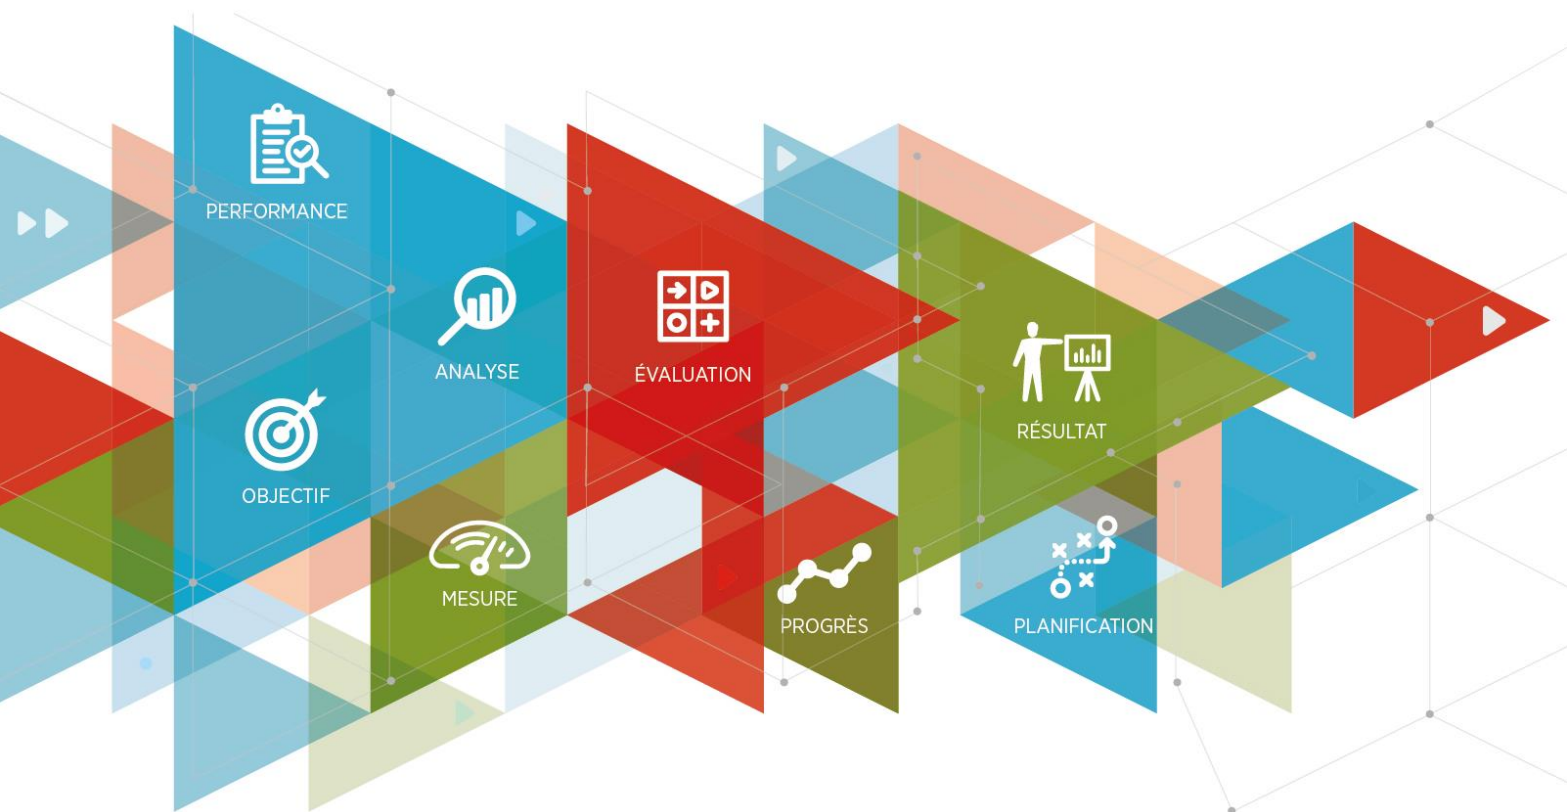 PERFORMANCE
ANALYSE
ÉVALUATION
RÉSULTAT
OBJECTIF
MESURE
PROGRÈS
PLANIFICATION